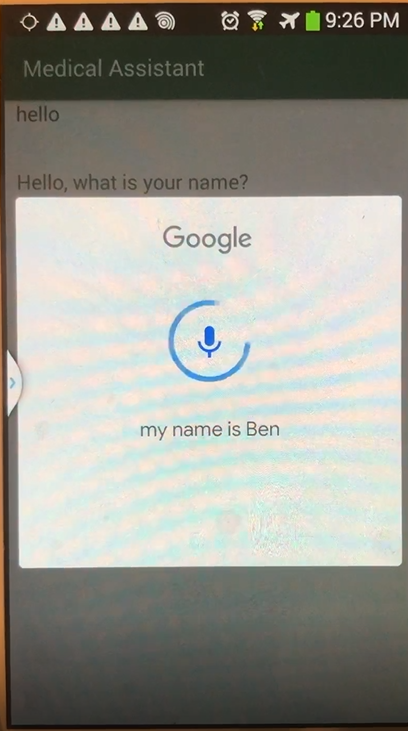 9:26 PM
Medical Assistant
hello
Hello, what is your name?
Google
my name is Ben